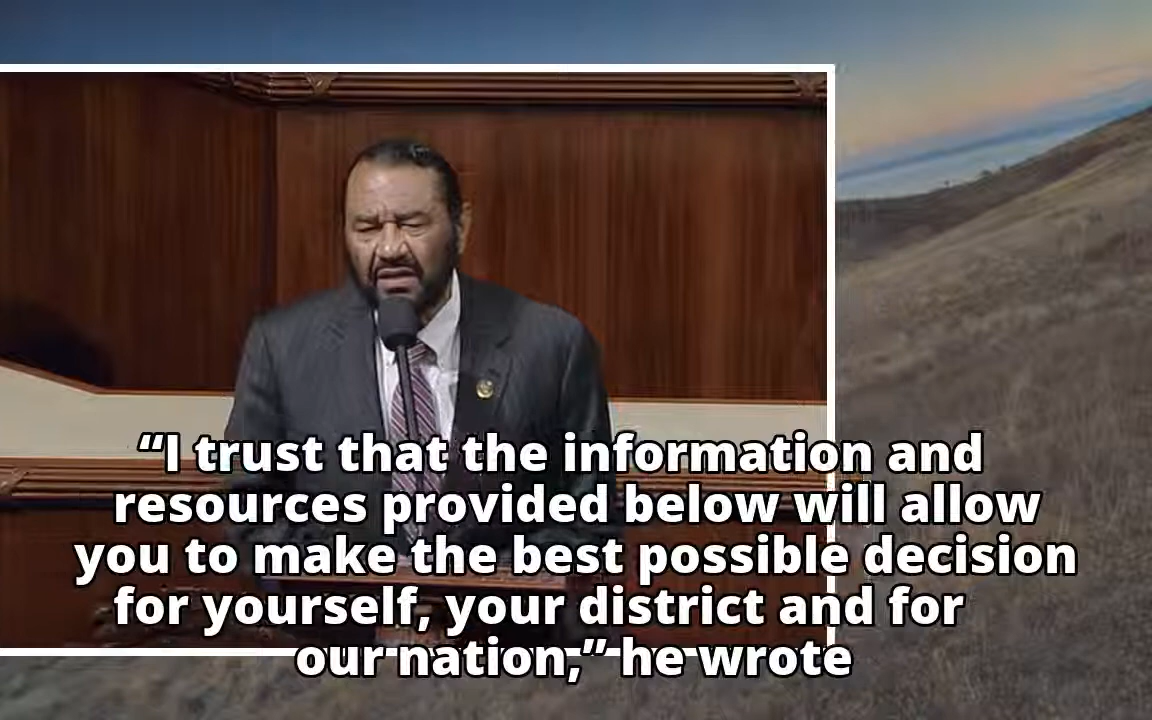 “I trust that the information and
resources provided below will allow
you to make the best possible decision
for yourself, your district and for
our nation,” he wrote